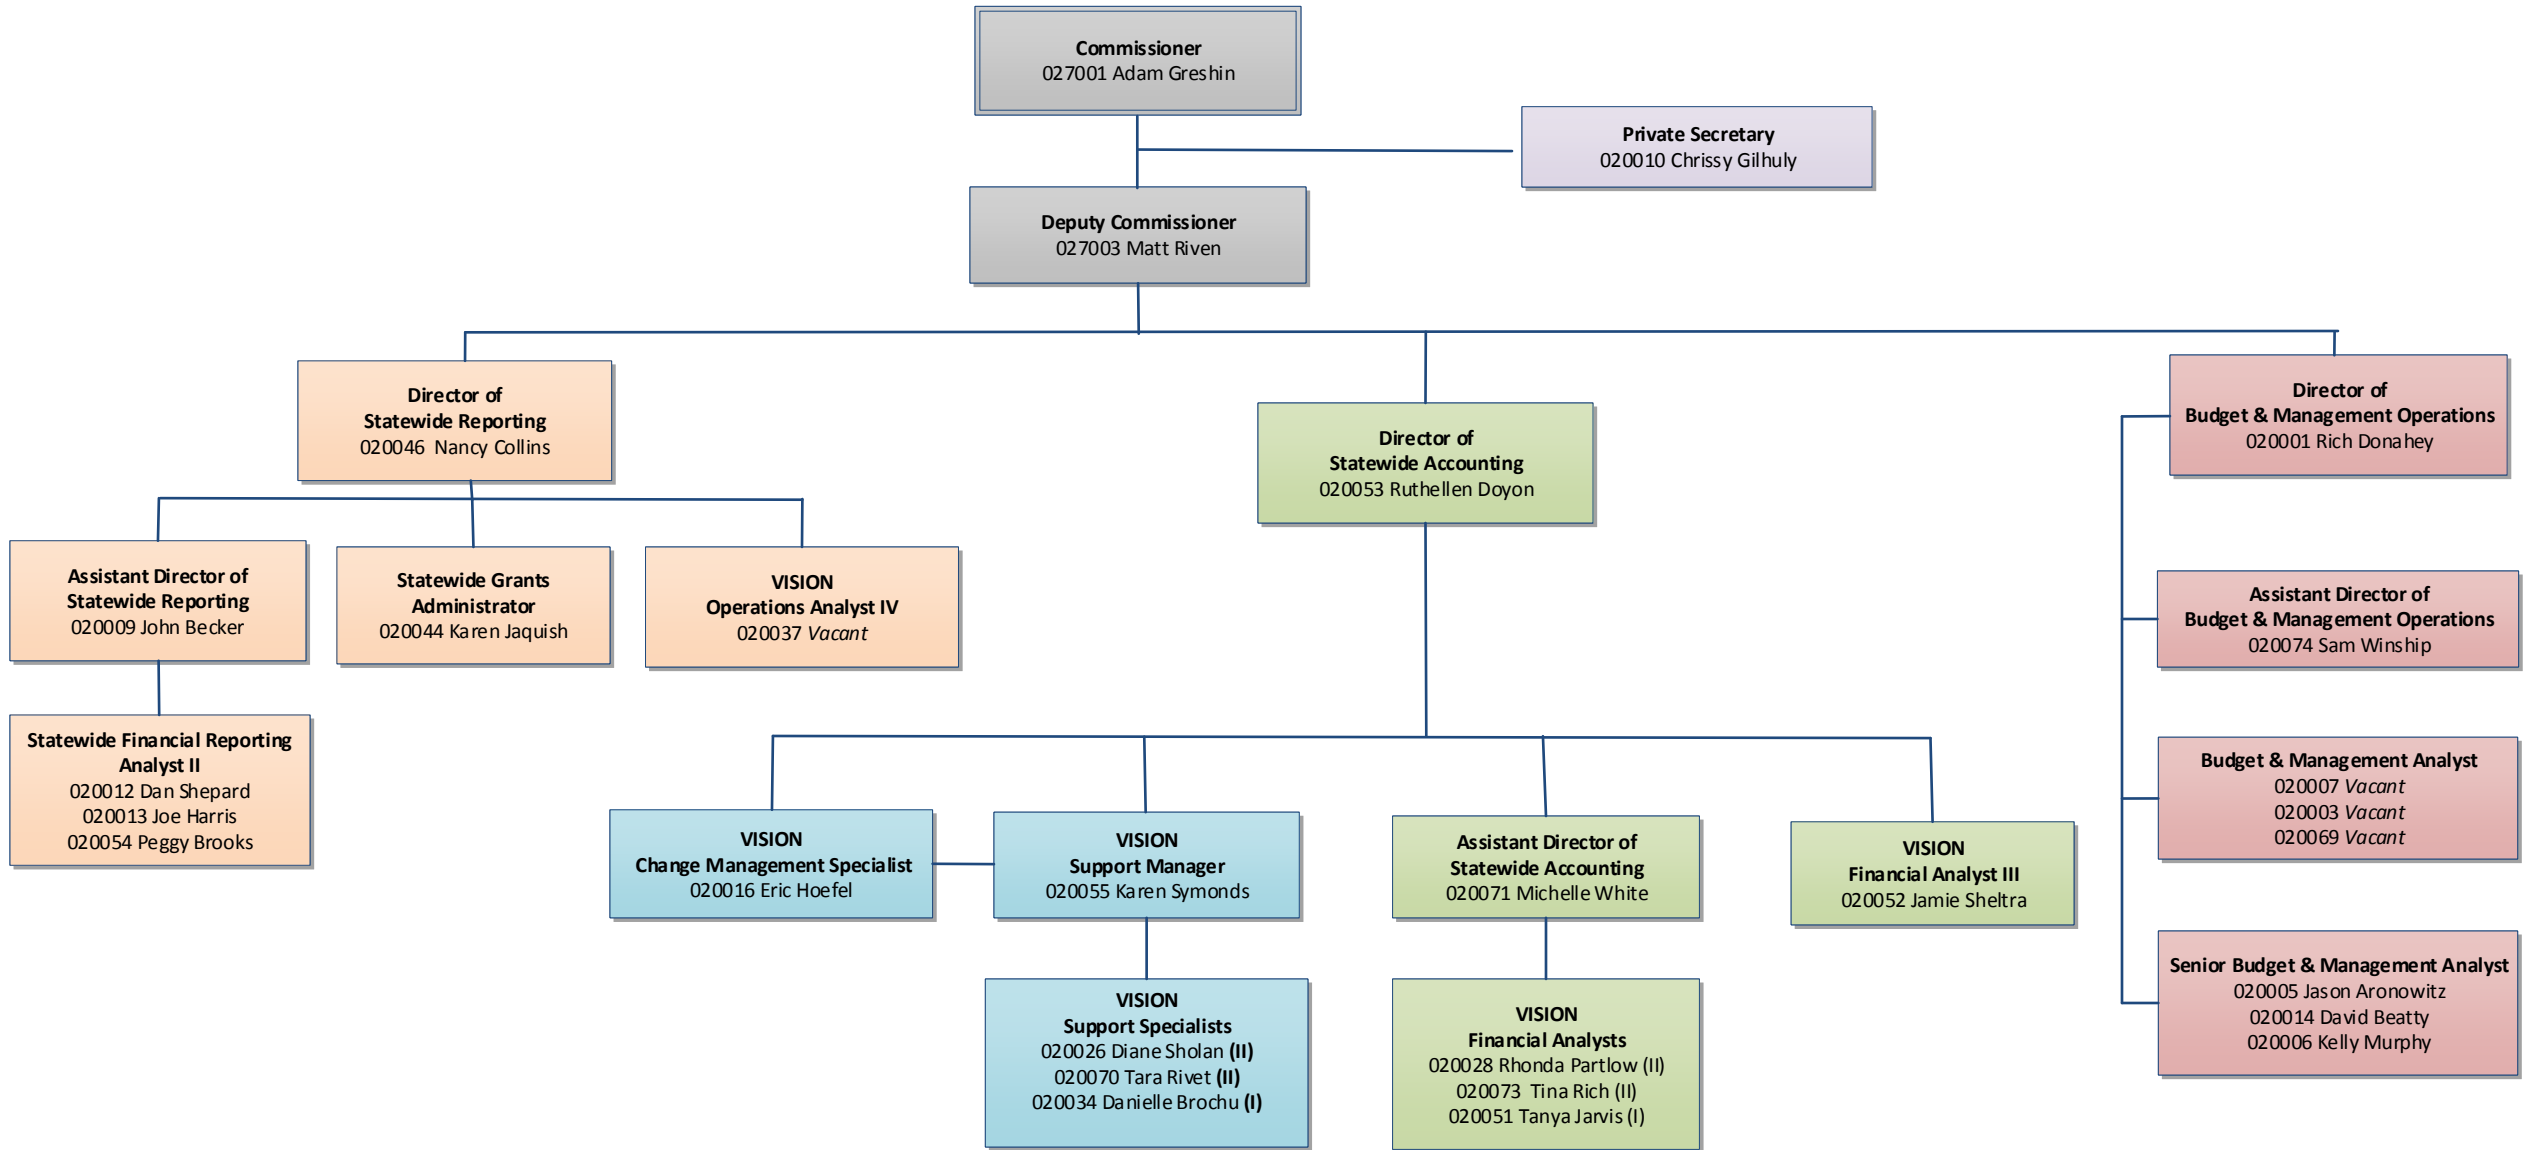 Commissioner
027001 Adam Greshin
Private Secretary
020010 Chrissy Gilhuly
Deputy Commissioner
027003 Matt Riven
Director of
Statewide Reporting
020046 Nancy Collins
Director of
Statewide Accounting
020053 Ruthellen Doyon
Director of
Budget & Management Operations
020001 Rich Donahey
Assistant Director of
Statewide Reporting
020009 John Becker
Statewide Grants
Administrator
020044 Karen Jaquish
VISION
Operations Analyst IV
020037 Vacant
Assistant Director of
Budget & Management Operations
020074 Sam Winship
Statewide Financial Reporting
Analyst II
020012 Dan Shepard
020013 Joe Harris
020054 Peggy Brooks
Budget & Management Analyst
020007 Vacant
020003 Vacant
020069 Vacant
VISION
Change Management Specialist
020016 Eric Hoefel
VISION
Support Manager
020055 Karen Symonds
Assistant Director of
Statewide Accounting
020071 Michelle White
VISION
Financial Analyst III
020052 Jamie Sheltra
Senior Budget & Management Analyst
020005 Jason Aronowitz
020014 David Beatty
020006 Kelly Murphy
VISION
Support Specialists
020026 Diane Sholan (II)
020070 Tara Rivet (II)
020034 Danielle Brochu (I)
VISION
Financial Analysts
020028 Rhonda Partlow (II)
020073 Tina Rich (II)
020051 Tanya Jarvis (I)